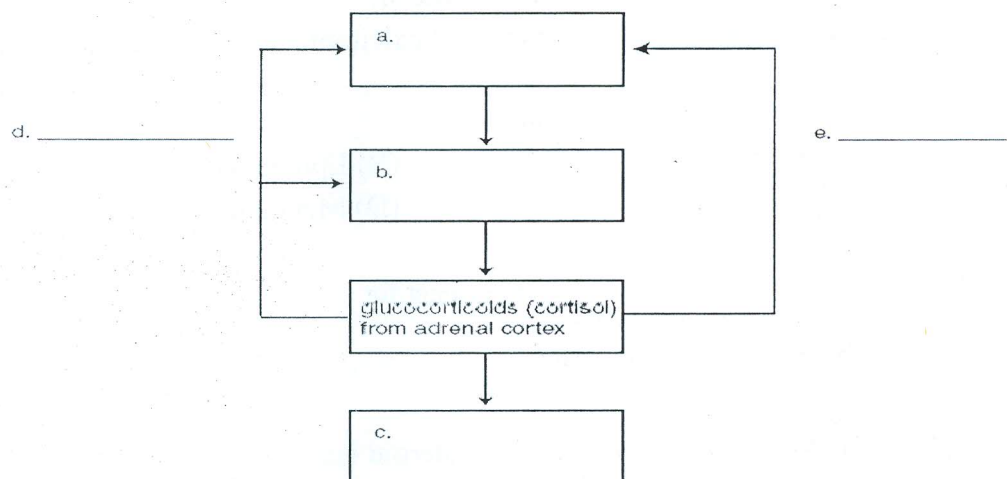 a.
d.
e.
b.
glucocorticoids (cortisol)
from adrenal cortex
c.